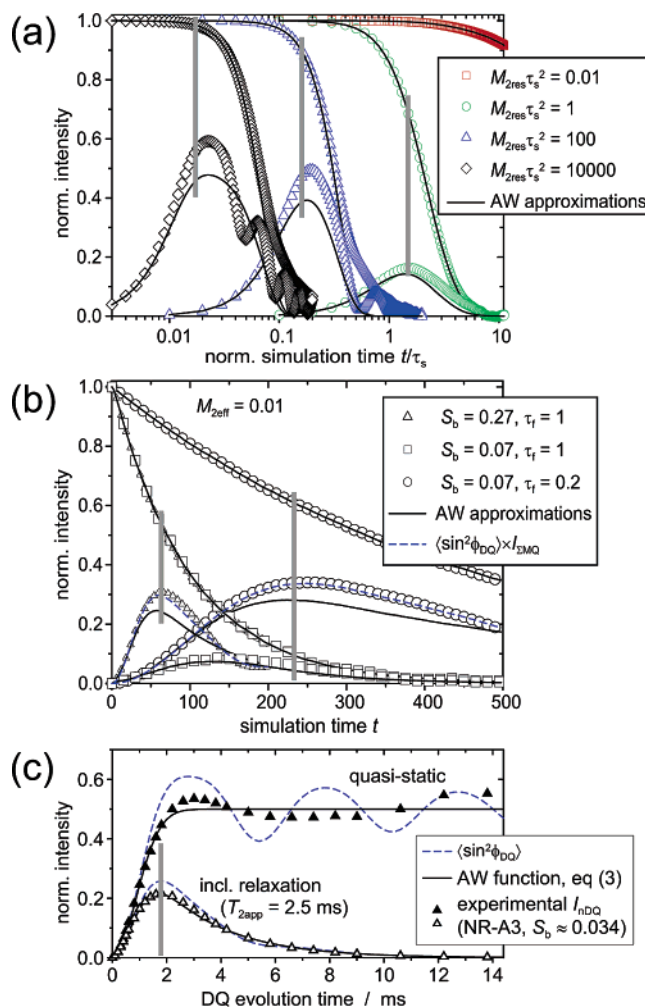 (a)
norm. intensity
1.0
0.8
0.6
0.4
0.2
0.0
0.01 0.1 1 10
norm. simulation time t/τs
M2resτs² = 0.01
M2resτs² = 1
M2resτs² = 100
M2resτs² = 10000
AW approximations
(b)
norm. intensity
1.0
0.8
0.6
0.4
0.2
0.0
0 100 200 300 400 500
simulation time t
M2eff = 0.01
Sb = 0.27, τf = 1
Sb = 0.07, τf = 1
Sb = 0.07, τf = 0.2
AW approximations
⟨sin²ϕDQ⟩×IΣMQ
(c)
norm. intensity
0.6
0.4
0.2
0.0
0 2 4 6 8 10 12 14
DQ evolution time / ms
quasi-static
incl. relaxation
(T2app = 2.5 ms)
⟨sin²ϕDQ⟩
AW function, eq (3)
experimental InDQ
(NR-A3, Sb ≈ 0.034)